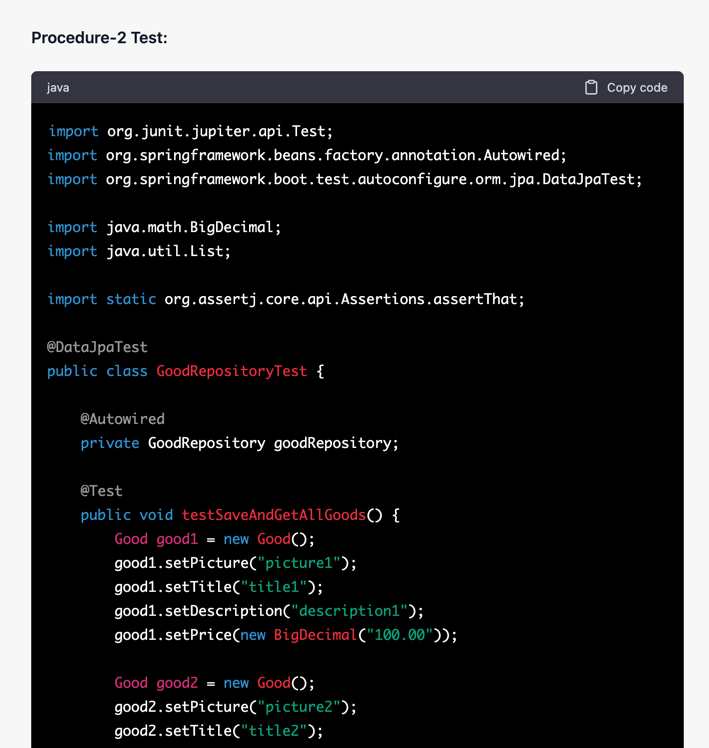 Procedure-2 Test:
java
Copy code
import org.junit.jupiter.api.Test;
import org.springframework.beans.factory.annotation.Autowired;
import org.springframework.boot.test.autoconfigure.orm.jpa.DataJpaTest;
import java.math.BigDecimal;
import java.util.List;
import static org.assertj.core.api.Assertions.assertThat;
@DataJpaTest
public class GoodRepositoryTest {
@Autowired
private GoodRepository goodRepository;
@Test
public void testSaveAndGetAllGoods() {
Good good1 = new Good();
good1.setPicture("picture1");
good1.setTitle("title1");
good1.setDescription("description1");
good1.setPrice(new BigDecimal("100.00"));
Good good2 = new Good();
good2.setPicture("picture2");
good2.setTitle("title2");